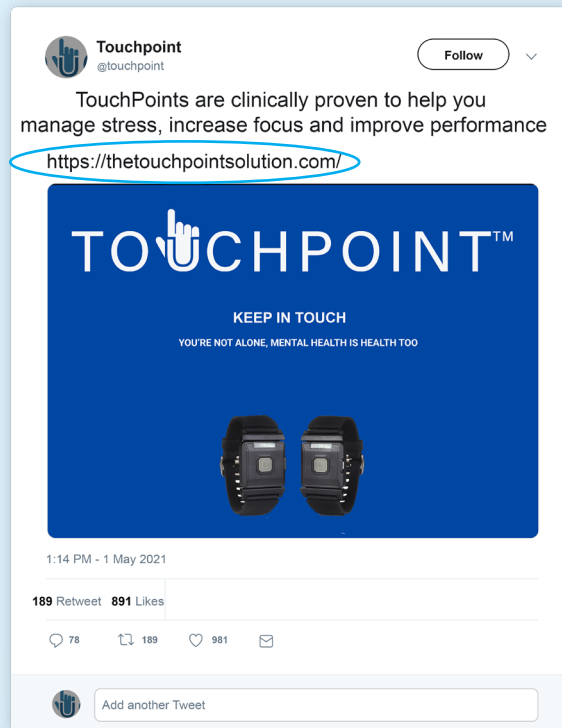 Touchpoint
@touchpoint
Follow
TouchPoints are clinically proven to help you
manage stress, increase focus and improve performance
https://thetouchpointsolution.com/
TOUCHPOINT™
KEEP IN TOUCH
YOU'RE NOT ALONE, MENTAL HEALTH IS HEALTH TOO
1:14 PM - 1 May 2021
189 Retweet 891 Likes
78 189 981
Add another Tweet